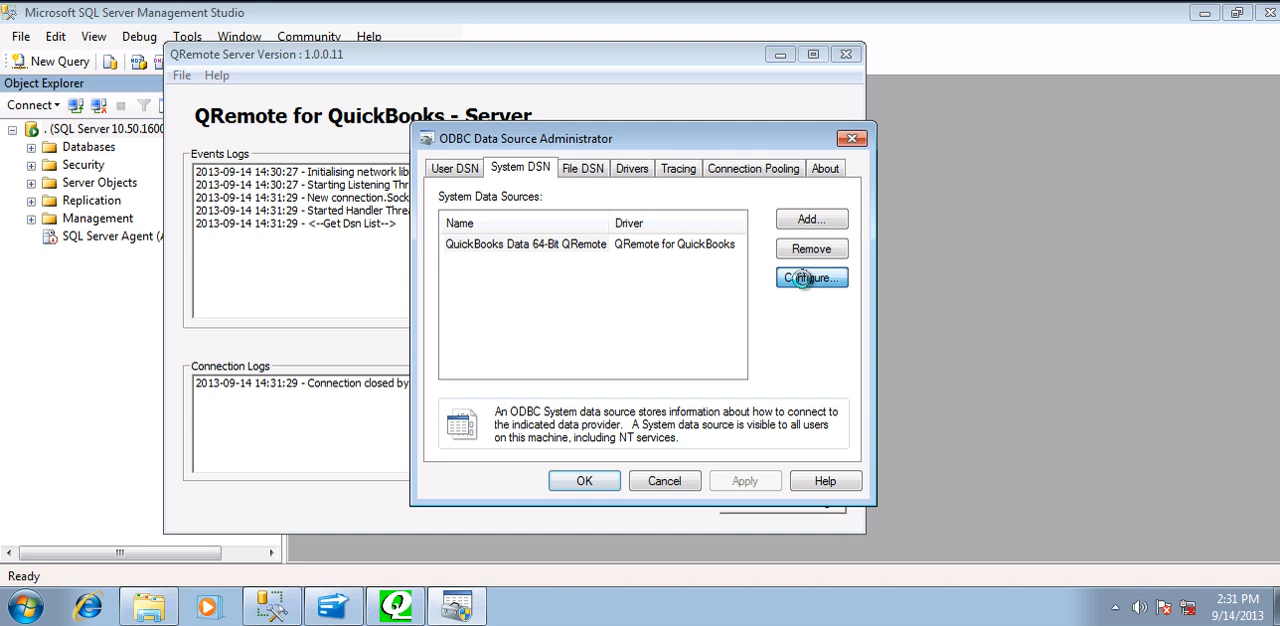 Microsoft SQL Server Management Studio
File Edit View Debug Tools Window Community Help
New Query
Object Explorer
Connect
. (SQL Server 10.50.1600
Databases
Security
Server Objects
Replication
Management
SQL Server Agent (A
QRemote Server Version : 1.0.0.11
File Help
QRemote for QuickBooks - Server
Events Logs
2013-09-14 14:30:27 - Initialising network lib
2013-09-14 14:30:27 - Starting Listening Thr
2013-09-14 14:31:29 - New connection.Sock
2013-09-14 14:31:29 - Started Handler Threa
2013-09-14 14:31:29 - <--Get Dsn List-->
Connection Logs
2013-09-14 14:31:29 - Connection closed by
ODBC Data Source Administrator
User DSN System DSN File DSN Drivers Tracing Connection Pooling About
System Data Sources:
Name Driver
QuickBooks Data 64-Bit QRemote QRemote for QuickBooks
Add...
Remove
Configure...
An ODBC System data source stores information about how to connect to
the indicated data provider. A System data source is visible to all users
on this machine, including NT services.
OK Cancel Apply Help
Ready
2:31 PM
9/14/2013